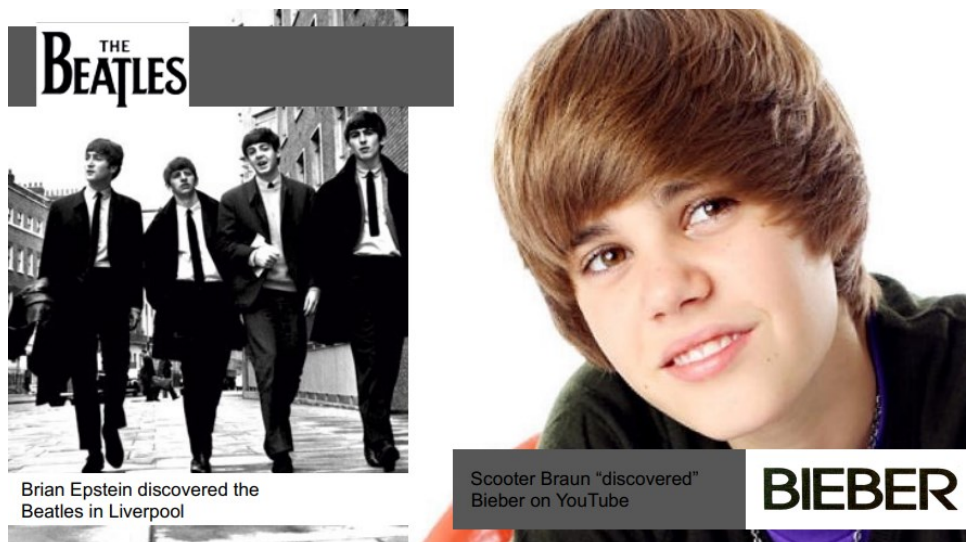 THE
BEATLES
Brian Epstein discovered the
Beatles in Liverpool
Scooter Braun “discovered”
Bieber on YouTube
BIEBER